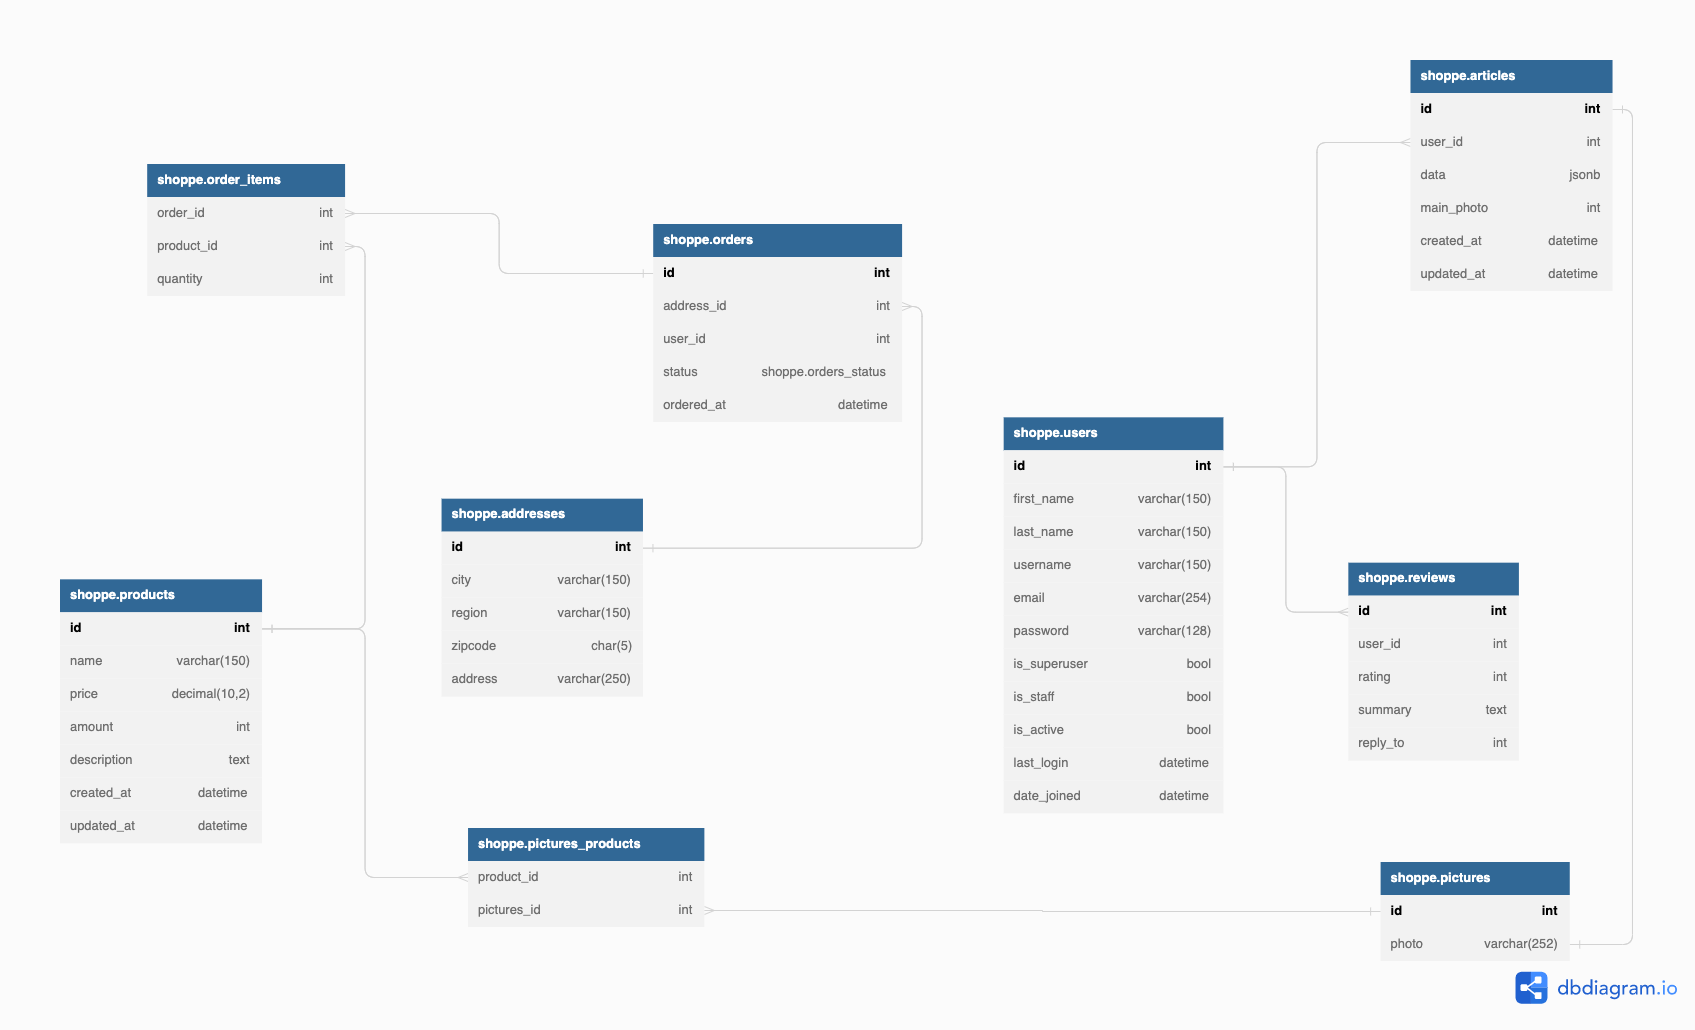 shoppe.articles
id int
user_id int
data jsonb
main_photo int
created_at datetime
updated_at datetime
shoppe.order_items
order_id int
product_id int
quantity int
shoppe.orders
id int
address_id int
user_id int
status shoppe.orders_status
ordered_at datetime
shoppe.users
id int
first_name varchar(150)
last_name varchar(150)
username varchar(150)
email varchar(254)
password varchar(128)
is_superuser bool
is_staff bool
is_active bool
last_login datetime
date_joined datetime
shoppe.addresses
id int
city varchar(150)
region varchar(150)
zipcode char(5)
address varchar(250)
shoppe.reviews
id int
user_id int
rating int
summary text
reply_to int
shoppe.products
id int
name varchar(150)
price decimal(10,2)
amount int
description text
created_at datetime
updated_at datetime
shoppe.pictures_products
product_id int
pictures_id int
shoppe.pictures
id int
photo varchar(252)
dbdiagram.io